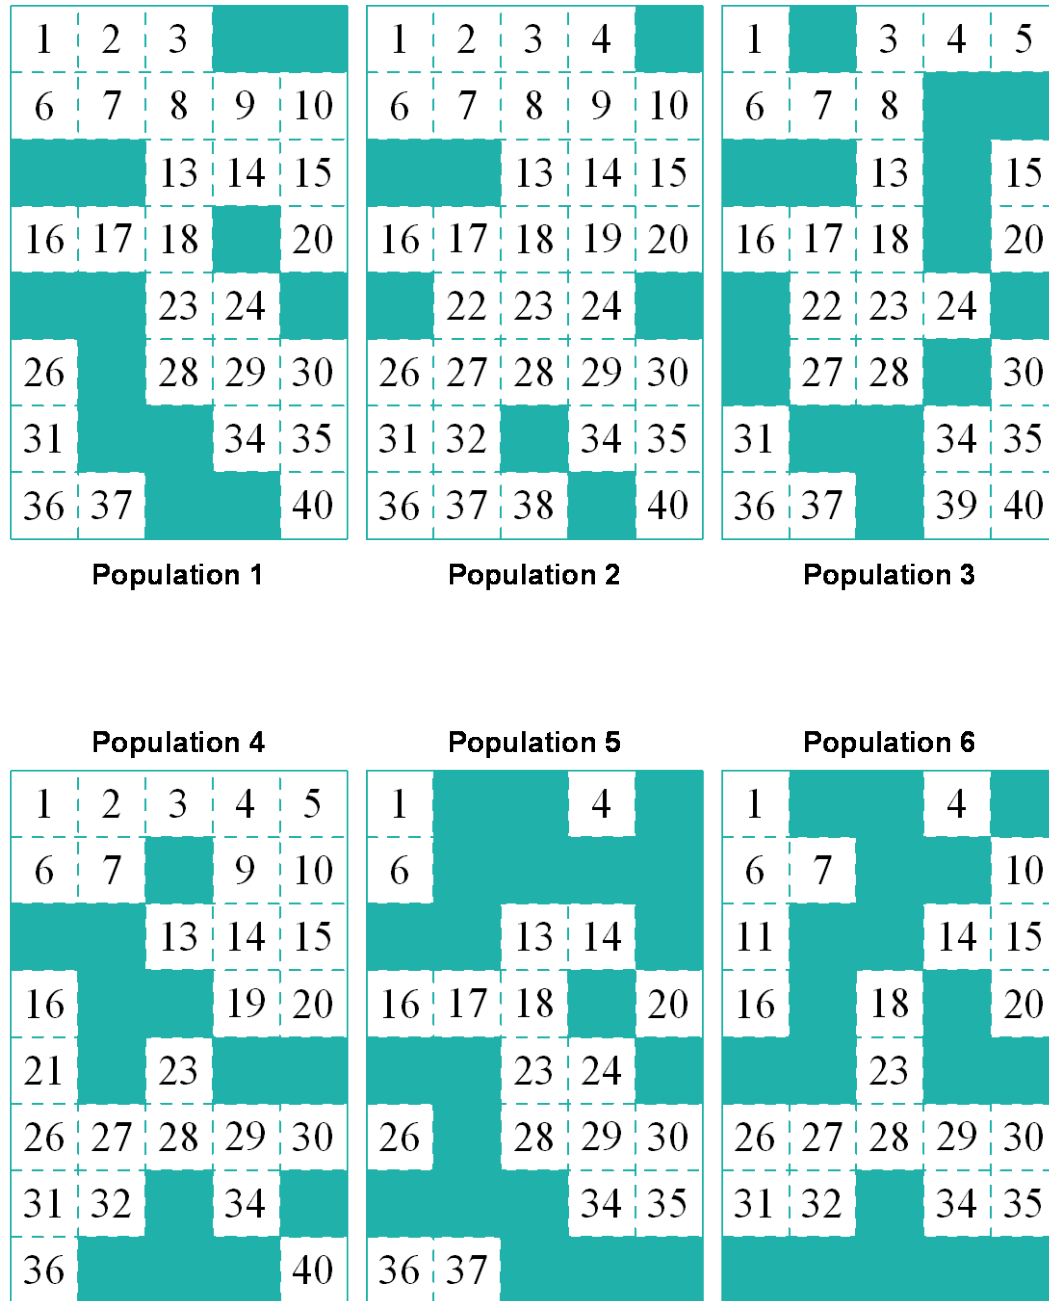 1 2 3
6 7 8 9 10
13 14 15
16 17 18 20
23 24
26 28 29 30
31 34 35
36 37 40
Population 1
1 2 3 4
6 7 8 9 10
13 14 15
16 17 18 19 20
22 23 24
26 27 28 29 30
31 32 34 35
36 37 38 40
Population 2
1 3 4 5
6 7 8
13 15
16 17 18 20
22 23 24
27 28 30
31 34 35
36 37 39 40
Population 3
Population 4
1 2 3 4 5
6 7 9 10
13 14 15
16 19 20
21 23
26 27 28 29 30
31 32 34
36 40
Population 5
1 4
6
13 14
16 17 18 20
23 24
26 28 29 30
34 35
36 37
Population 6
1 4
6 7 10
11 14 15
16 18 20
23
26 27 28 29 30
31 32 34 35